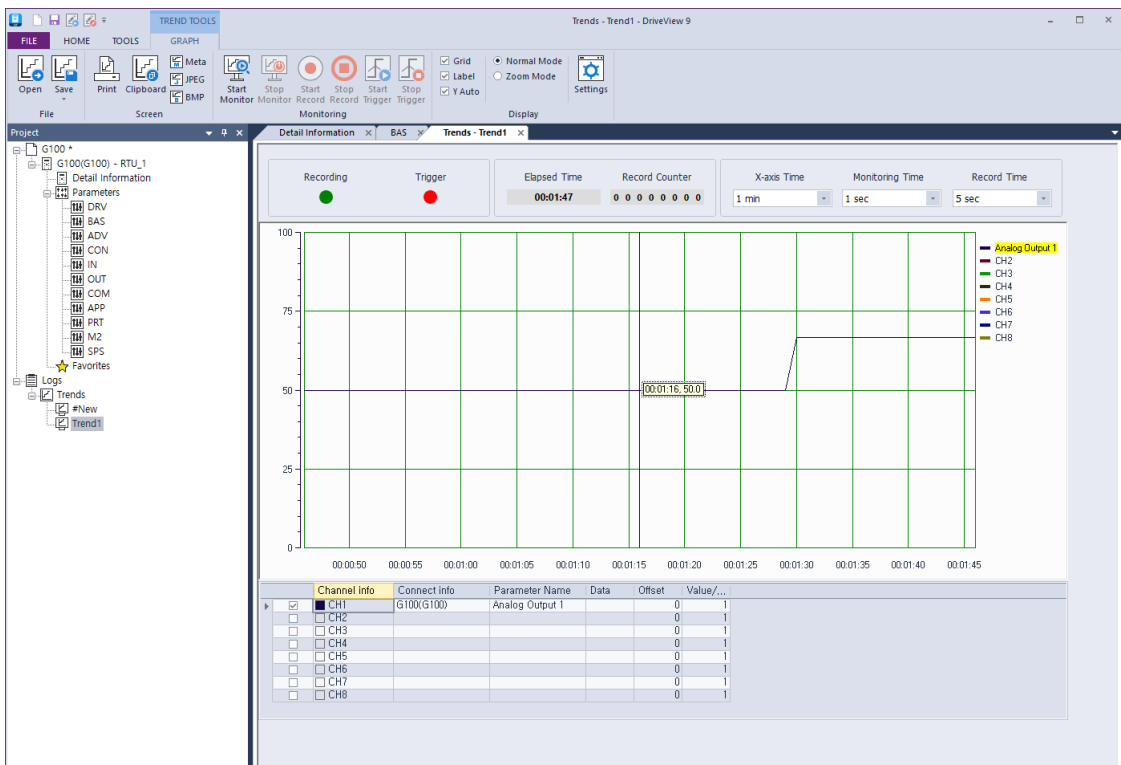 TREND TOOLS
Trends - Trend1 - DriveView 9
FILE HOME TOOLS GRAPH
Open
Save
Print
Clipboard
Meta
JPEG
BMP
Start Monitor
Stop Monitor
Start Record
Stop Record
Start Trigger
Stop Trigger
Grid
Label
Y Auto
Normal Mode
Zoom Mode
Settings
File Screen Monitoring Display
Project
G100 *
G100(G100) - RTU_1
Detail Information
Parameters
DRV
BAS
ADV
CON
IN
OUT
COM
APP
PRT
M2
SPS
Favorites
Logs
Trends
#New
Trend1
Detail Information BAS Trends - Trend1
Recording Trigger
Elapsed Time Record Counter
00:01:47 0 0 0 0 0 0 0 0
X-axis Time Monitoring Time Record Time
1 min 1 sec 5 sec
100
75
50
25
0
00:01:16, 50.0
Analog Output 1
CH2
CH3
CH4
CH5
CH6
CH7
CH8
00:00:50 00:00:55 00:01:00 00:01:05 00:01:10 00:01:15 00:01:20 00:01:25 00:01:30 00:01:35 00:01:40 00:01:45
Channel info Connect info Parameter Name Data Offset Value/...
CH1 G100(G100) Analog Output 1 0 1
CH2 0 1
CH3 0 1
CH4 0 1
CH5 0 1
CH6 0 1
CH7 0 1
CH8 0 1